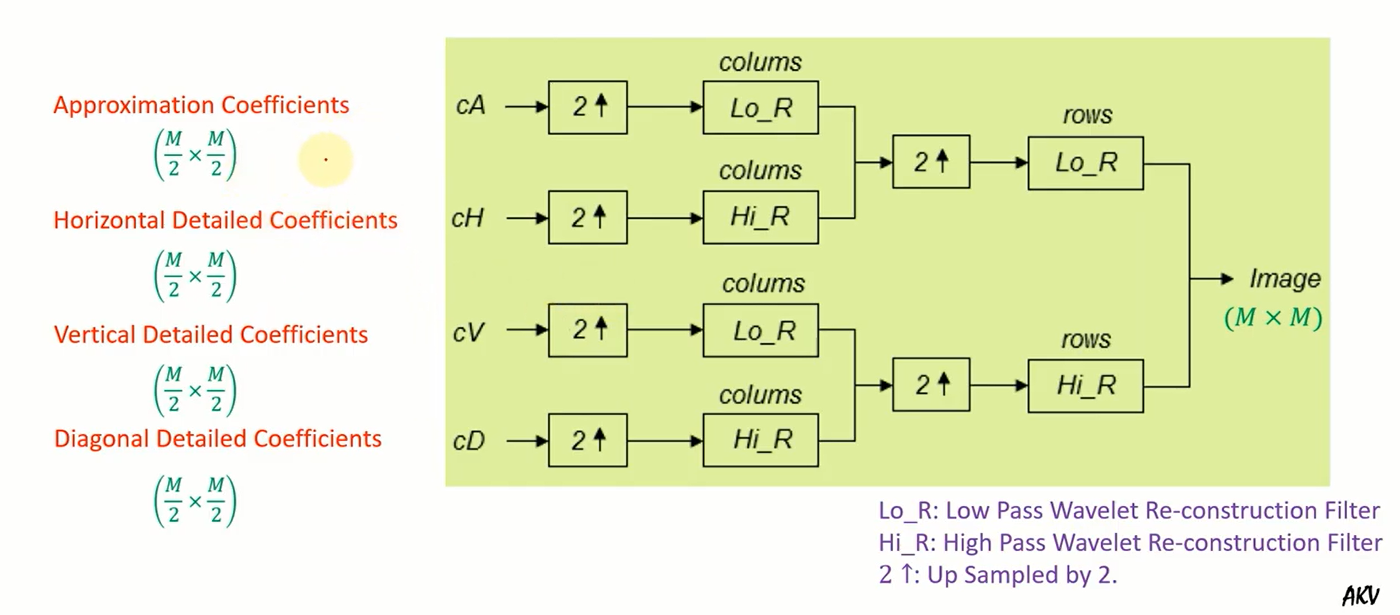 Approximation Coefficients
(M/2 × M/2)
Horizontal Detailed Coefficients
(M/2 × M/2)
Vertical Detailed Coefficients
(M/2 × M/2)
Diagonal Detailed Coefficients
(M/2 × M/2)
colums
cA 2↑ Lo_R
colums
cH 2↑ Hi_R
rows
2↑ Lo_R
colums
cV 2↑ Lo_R
colums
cD 2↑ Hi_R
rows
2↑ Hi_R
Image
(M × M)
Lo_R: Low Pass Wavelet Re-construction Filter
Hi_R: High Pass Wavelet Re-construction Filter
2 ↑: Up Sampled by 2.
AKV